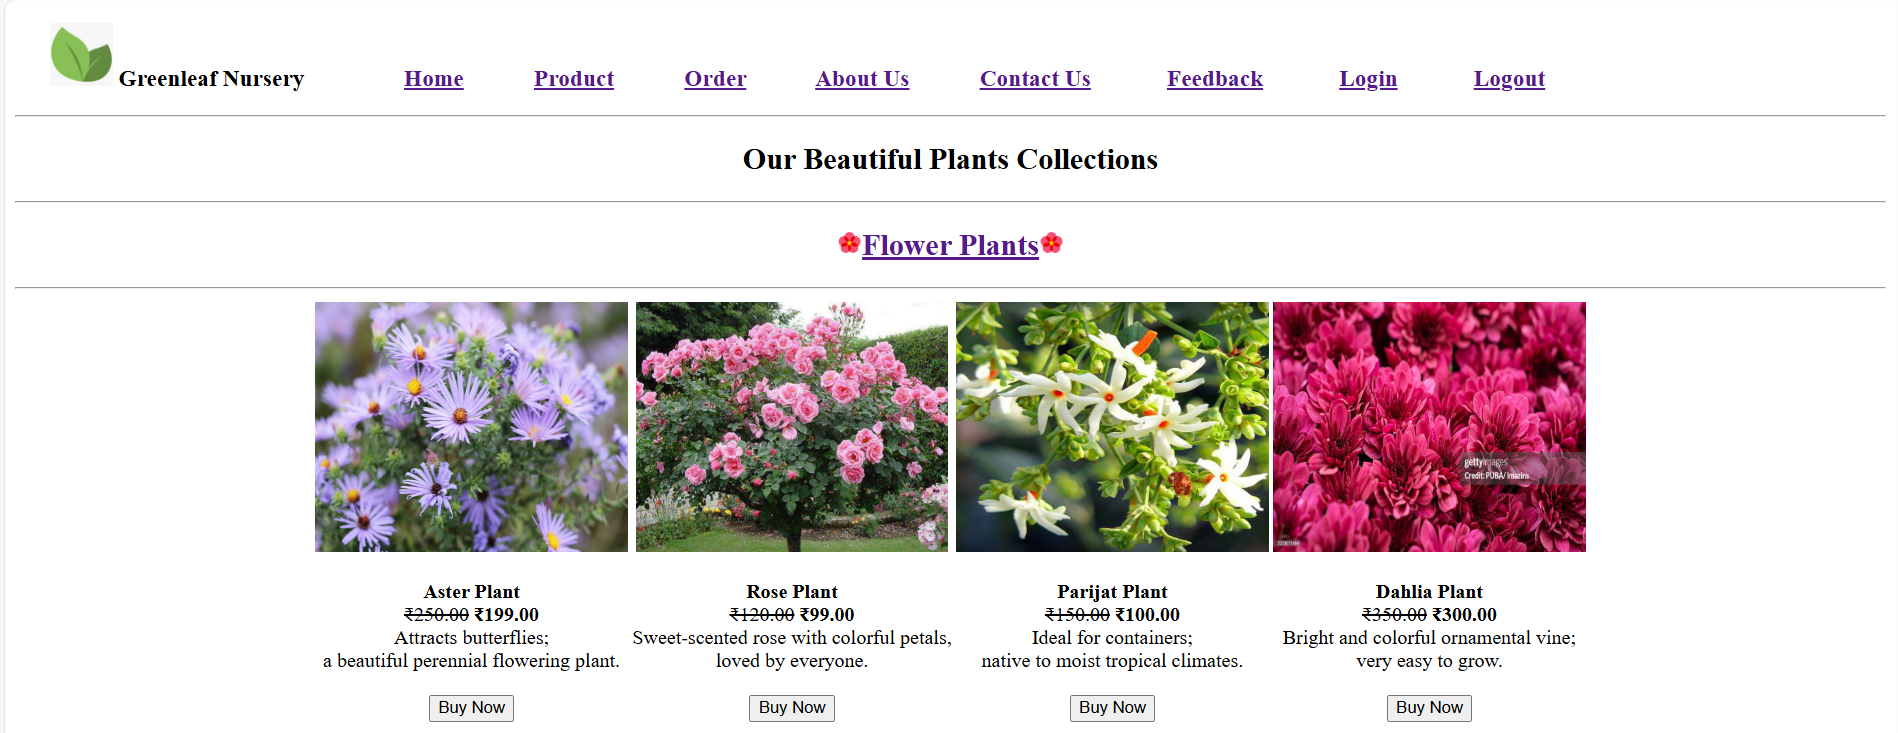 Greenleaf Nursery Home Product Order About Us Contact Us Feedback Login Logout
Our Beautiful Plants Collections
Flower Plants
gettyimages
Credit: PUBA/ Imazins
Aster Plant
₹250.00 ₹199.00
Attracts butterflies;
a beautiful perennial flowering plant.
Buy Now
Rose Plant
₹120.00 ₹99.00
Sweet-scented rose with colorful petals,
loved by everyone.
Buy Now
Parijat Plant
₹150.00 ₹100.00
Ideal for containers;
native to moist tropical climates.
Buy Now
Dahlia Plant
₹350.00 ₹300.00
Bright and colorful ornamental vine;
very easy to grow.
Buy Now